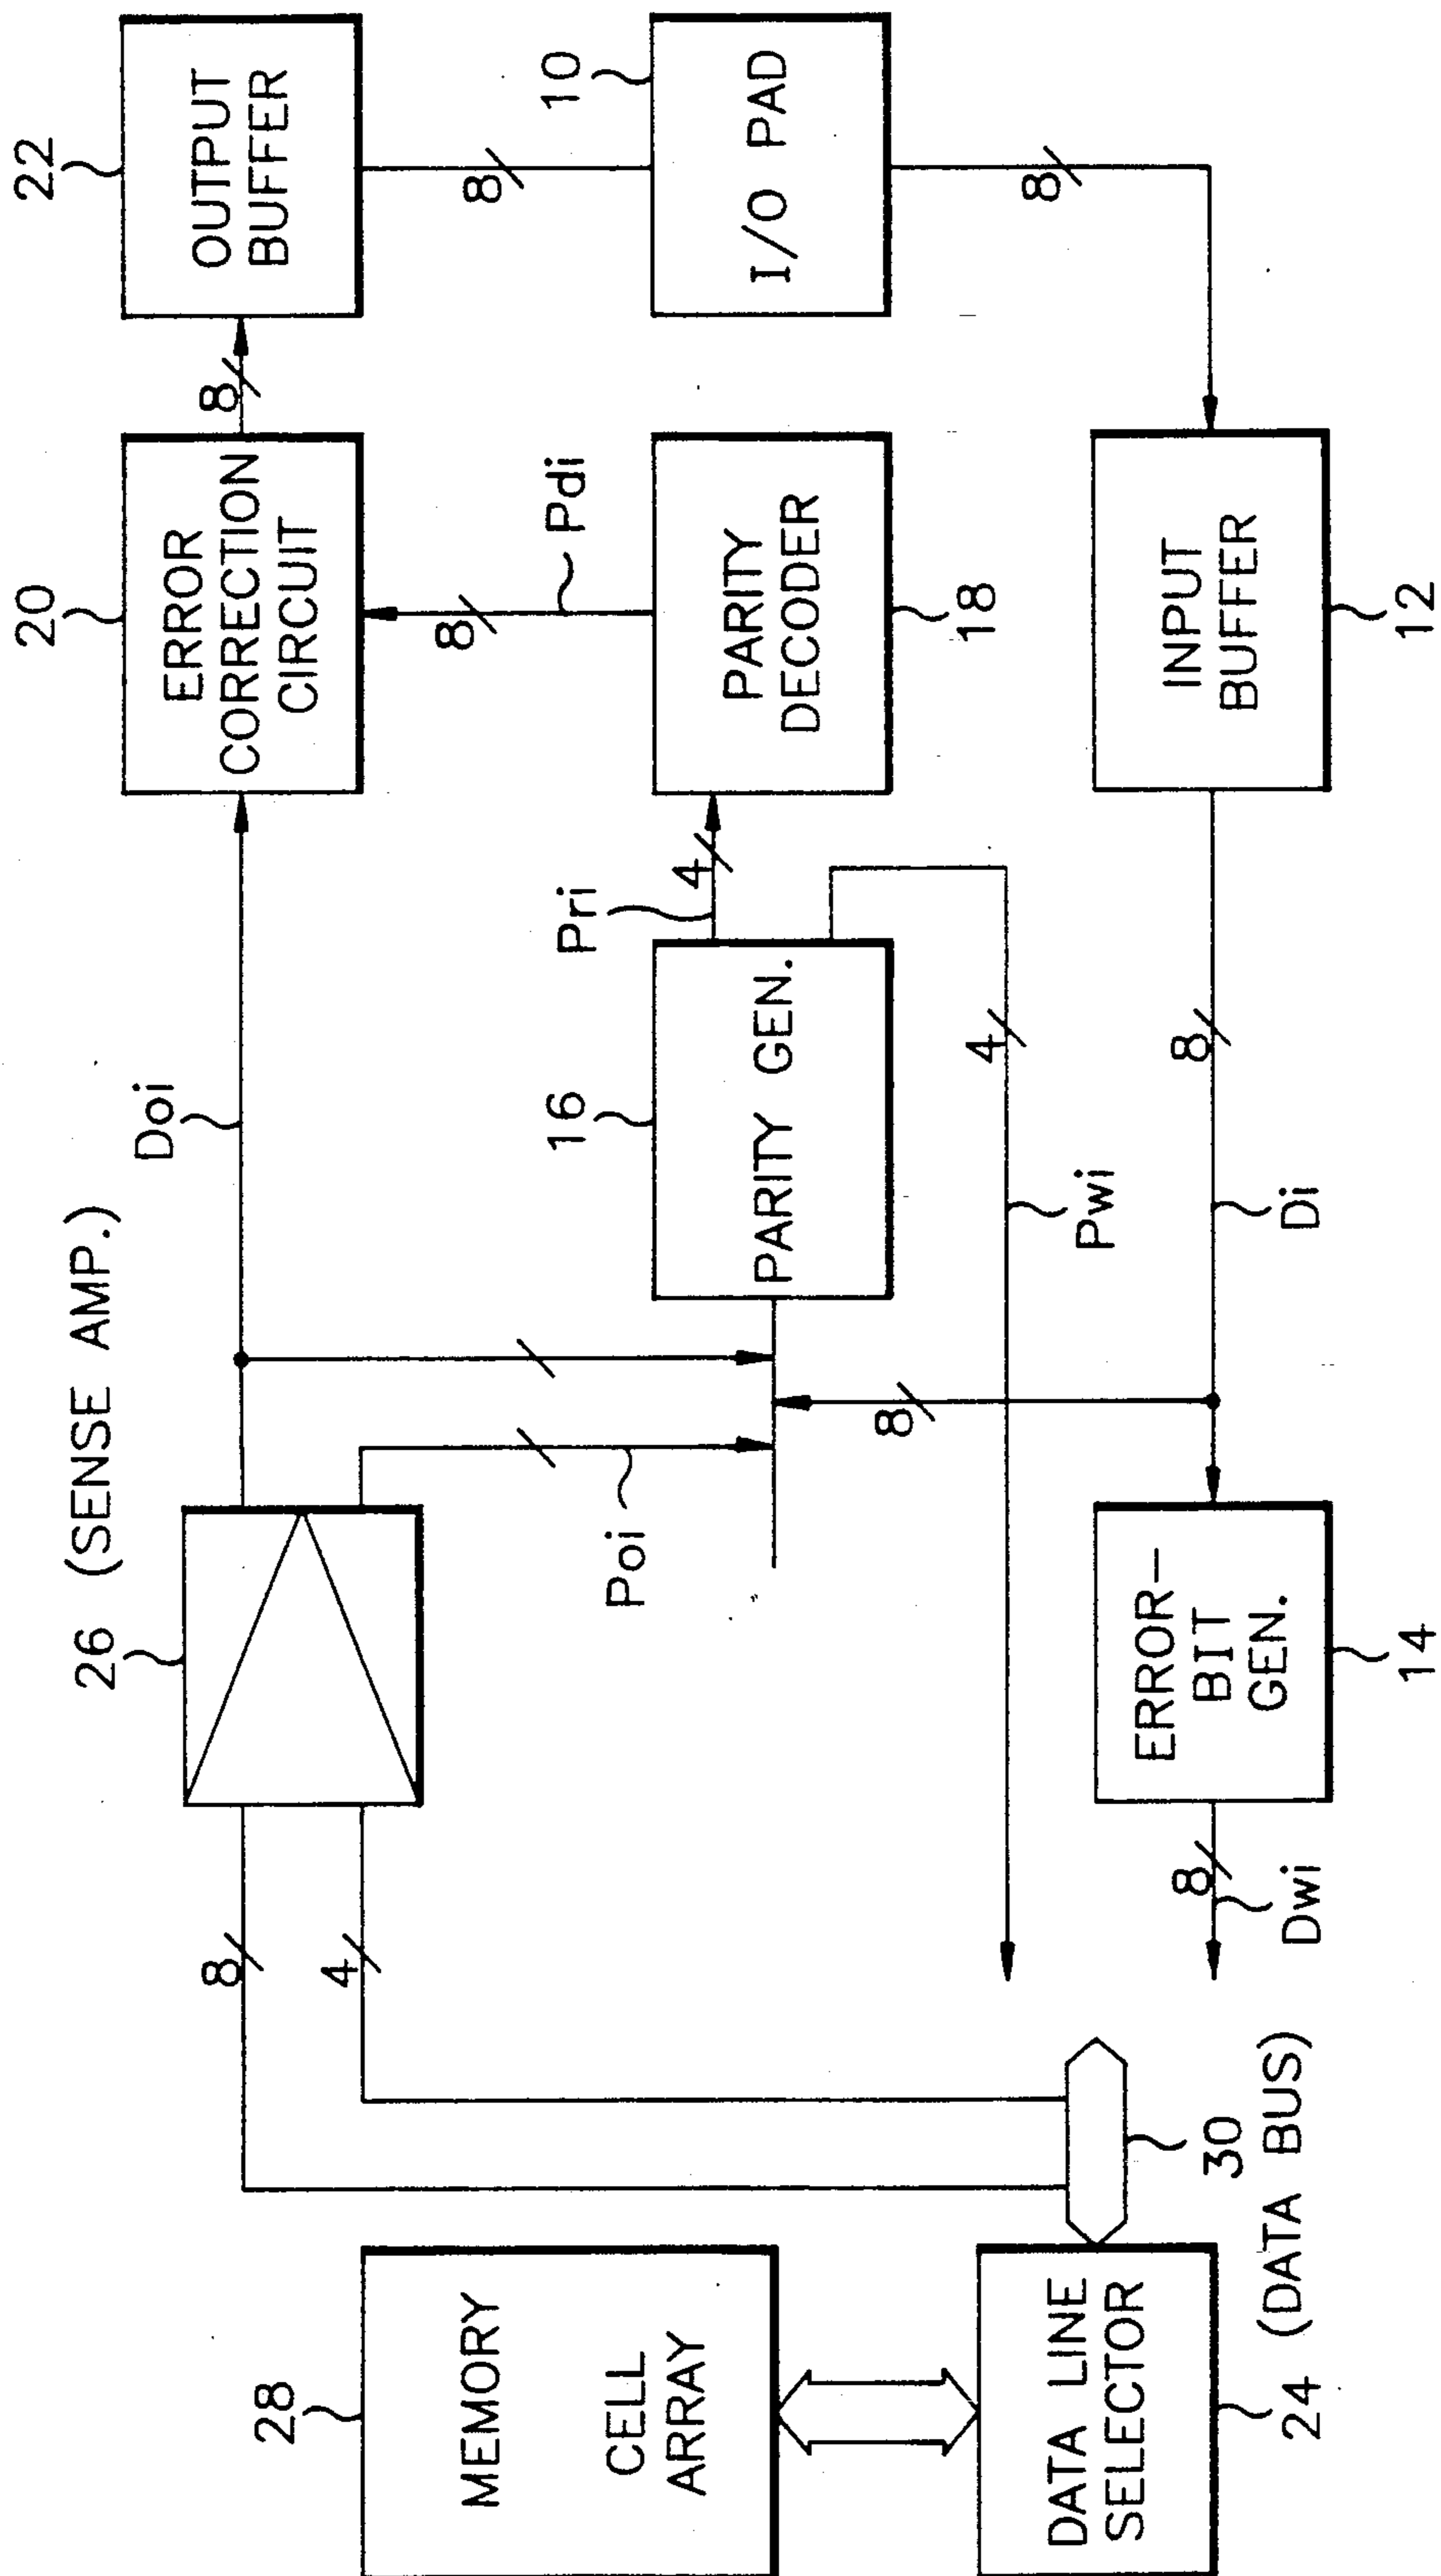 28
MEMORY
CELL
ARRAY
DATA LINE
SELECTOR
24
30
(DATA BUS)
8
4
26 (SENSE AMP.)
Poi
Doi
8
Dwi
ERROR-
BIT
GEN.
14
8
Pwi
4
Di
8
16
PARITY GEN.
Pri
4
20
ERROR
CORRECTION
CIRCUIT
8
Pdi
PARITY
DECODER
18
INPUT
BUFFER
12
8
22
OUTPUT
BUFFER
8
10
I/O PAD
8